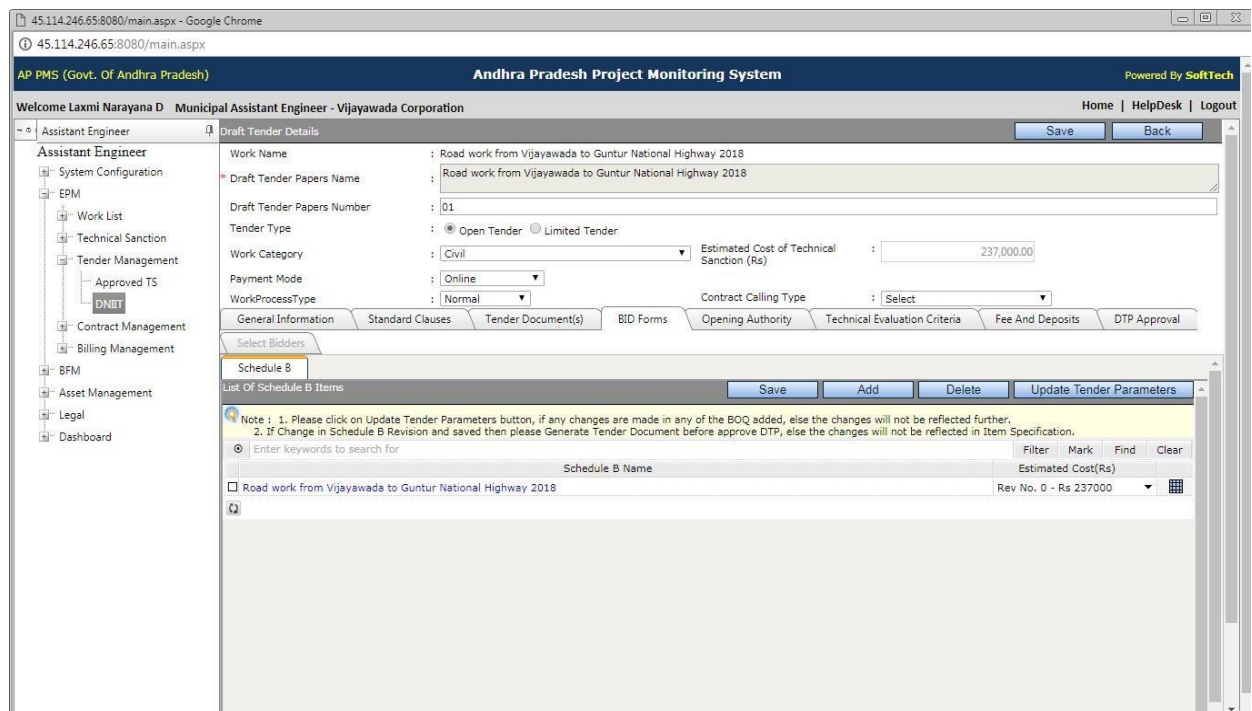 45.114.246.65:8080/main.aspx - Google Chrome
45.114.246.65:8080/main.aspx
AP PMS (Govt. Of Andhra Pradesh) Andhra Pradesh Project Monitoring System Powered By SoftTech
Welcome Laxmi Narayana D Municipal Assistant Engineer - Vijayawada Corporation Home | HelpDesk | Logout
Assistant Engineer
Assistant Engineer
System Configuration
EPM
Work List
Technical Sanction
Tender Management
Approved TS
DNIIT
Contract Management
Billing Management
BFM
Asset Management
Legal
Dashboard
Draft Tender Details Save Back
Work Name : Road work from Vijayawada to Guntur National Highway 2018
* Draft Tender Papers Name : Road work from Vijayawada to Guntur National Highway 2018
Draft Tender Papers Number : 01
Tender Type : Open Tender Limited Tender
Work Category : Civil Estimated Cost of Technical Sanction (Rs) : 237,000.00
Payment Mode : Online
WorkProcessType : Normal Contract Calling Type : Select
General Information Standard Clauses Tender Document(s) BID Forms Opening Authority Technical Evaluation Criteria Fee And Deposits DTP Approval
Select Bidders
Schedule B
List Of Schedule B Items Save Add Delete Update Tender Parameters
Note : 1. Please click on Update Tender Parameters button, if any changes are made in any of the BOQ added, else the changes will not be reflected further.
2. If Change in Schedule B Revision and saved then please Generate Tender Document before approve DTP, else the changes will not be reflected in Item Specification.
Enter keywords to search for Filter Mark Find Clear
Schedule B Name Estimated Cost(Rs)
Road work from Vijayawada to Guntur National Highway 2018 Rev No. 0 - Rs 237000